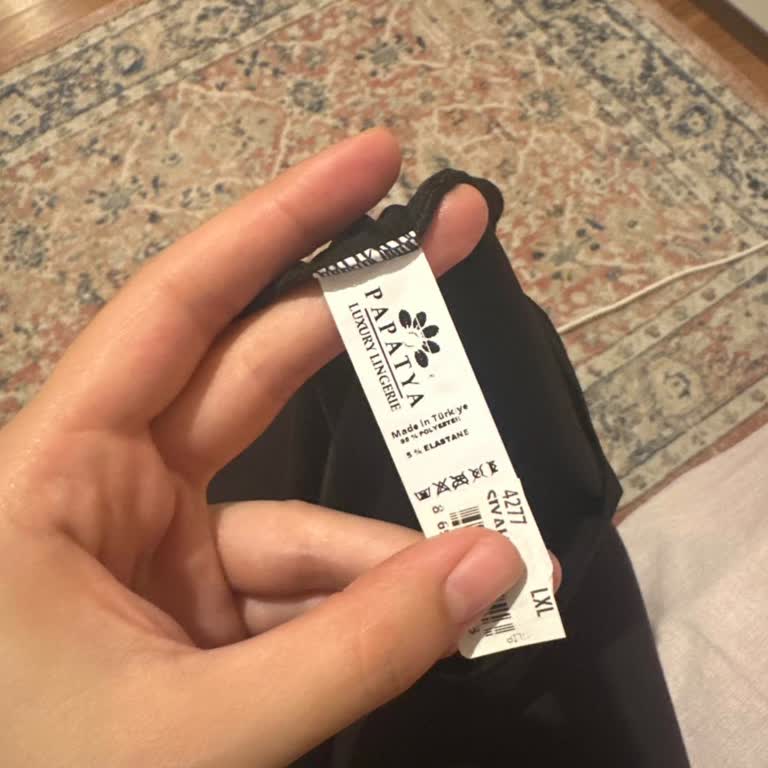 PAPATYA
LUXURY LINGERIE
Made in Türkiye
95 % POLYESTER
5 % ELASTANE
4277
LXL